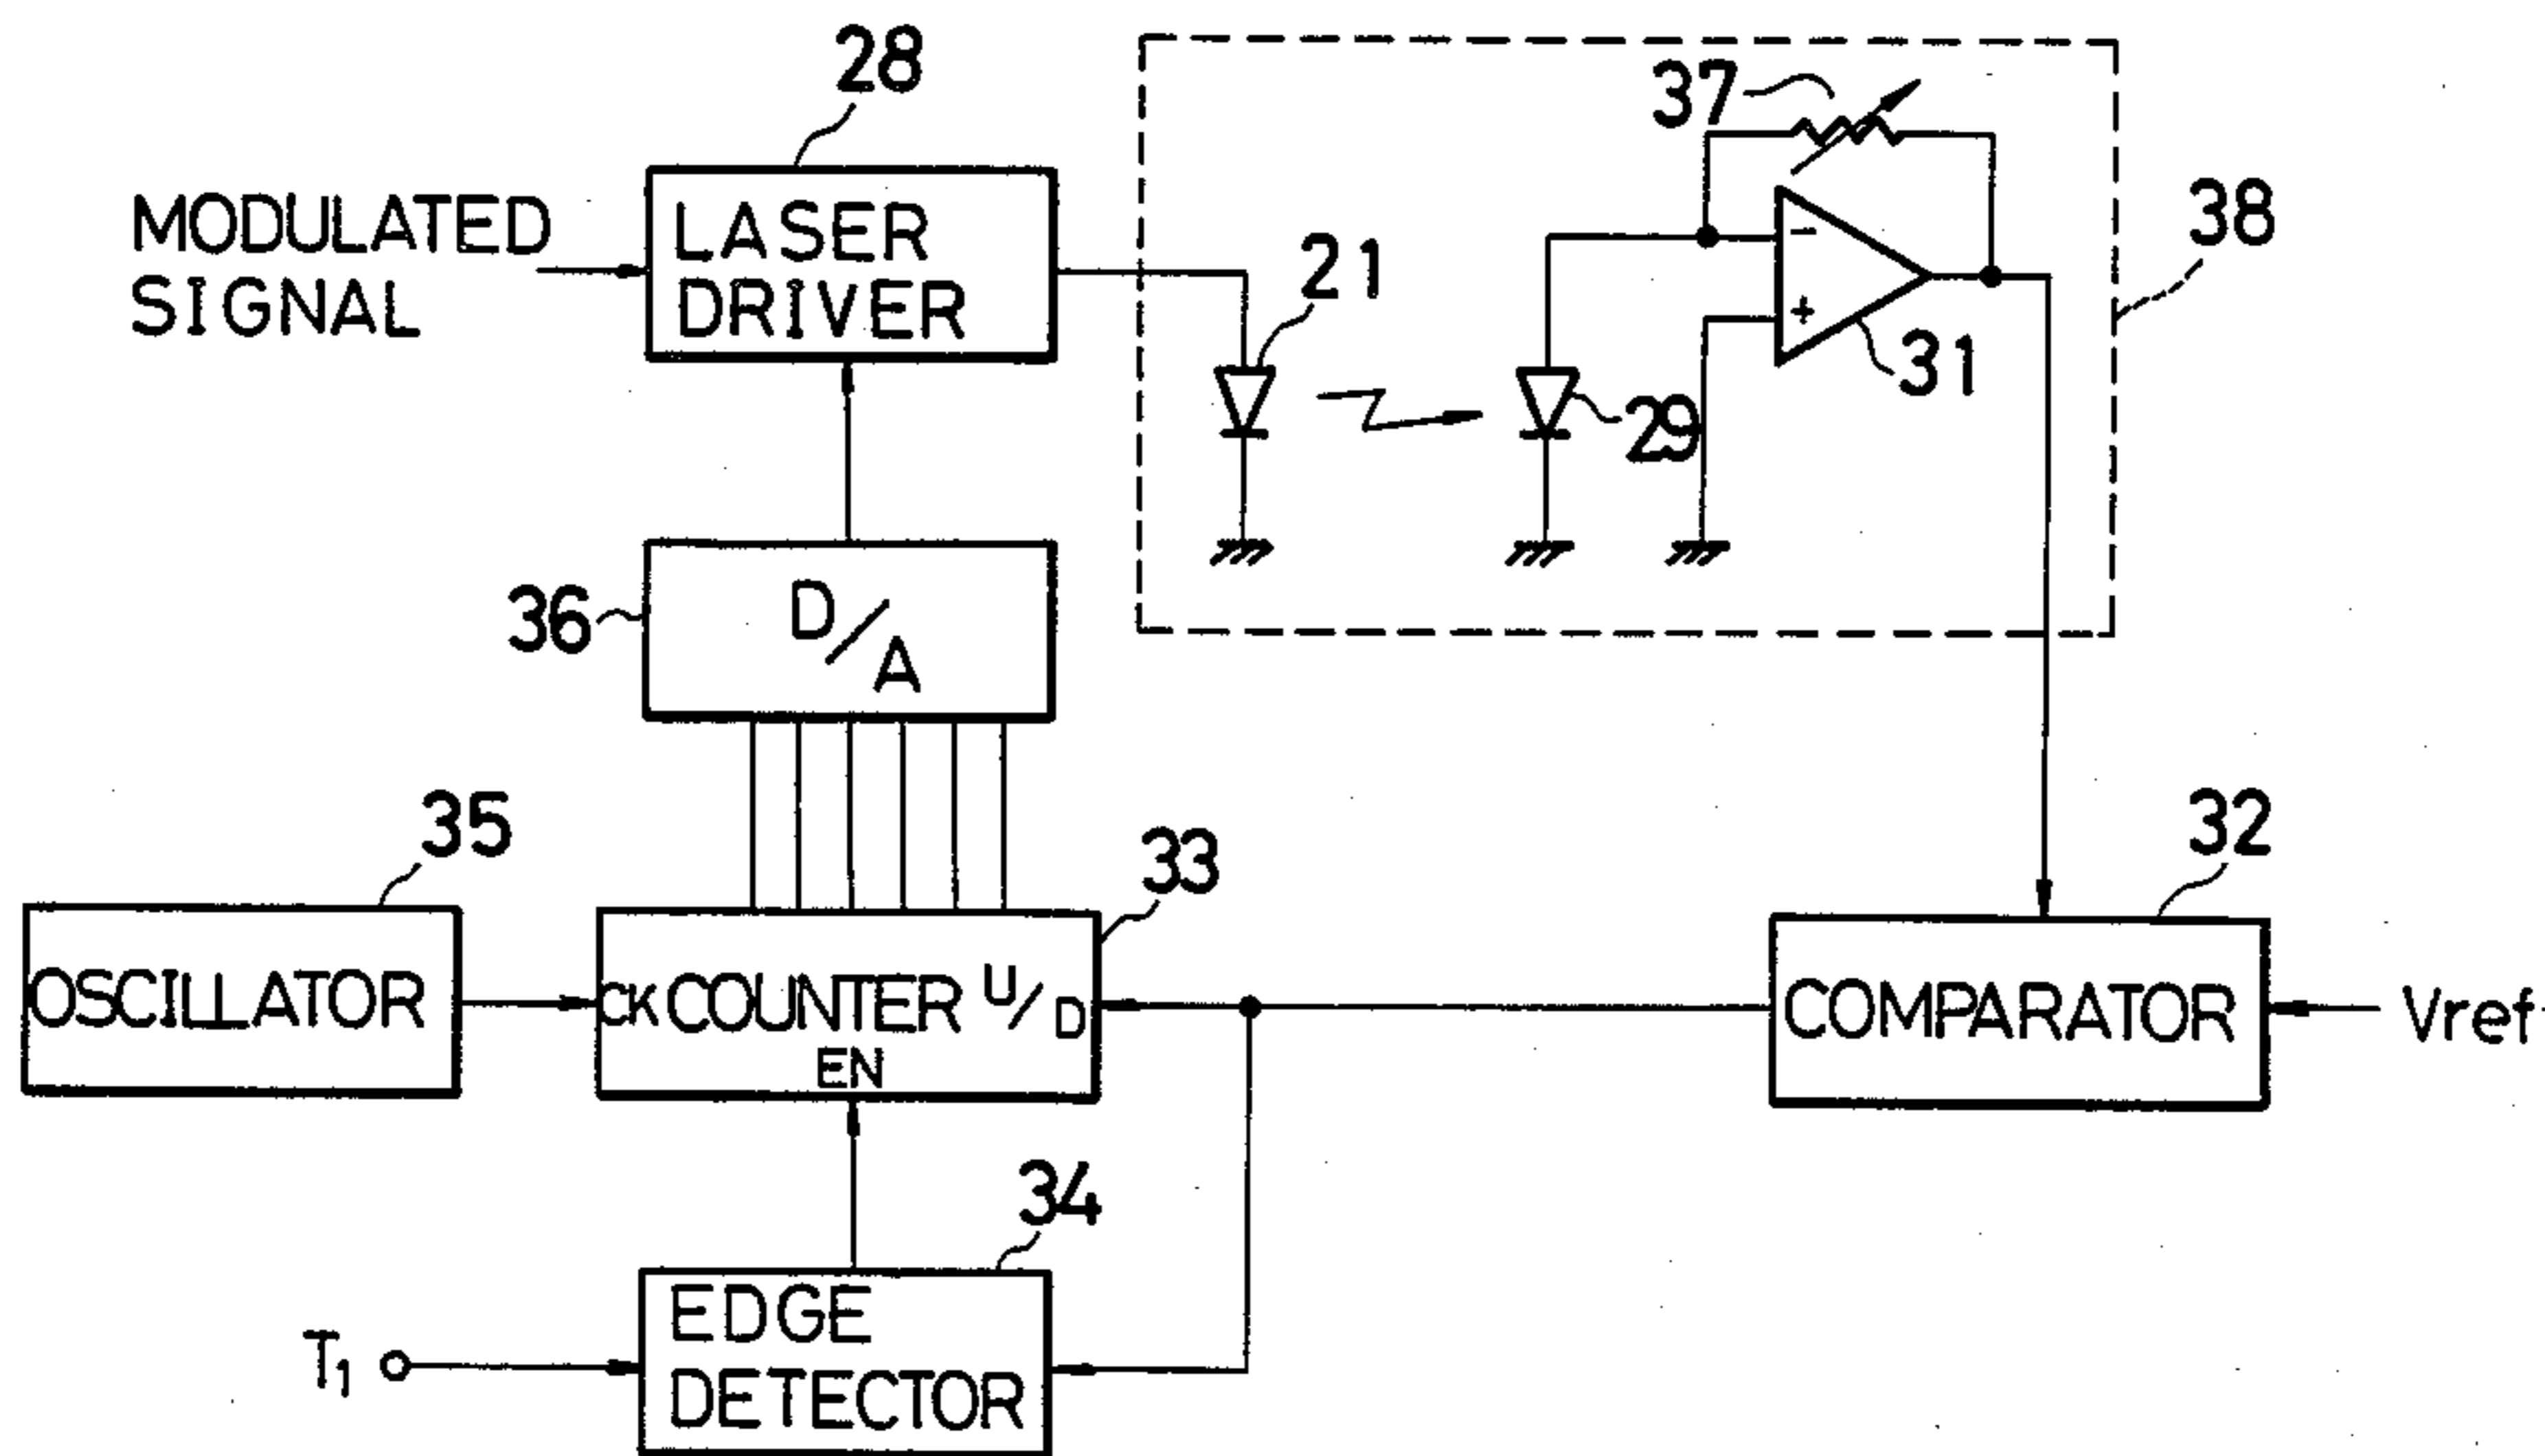 28
37
MODULATED
SIGNAL
LASER
DRIVER
21
-
+
31
29
38
36
D/A
35
33
32
OSCILLATOR
CK COUNTER U/D
EN
COMPARATOR
Vref
34
T1
EDGE
DETECTOR